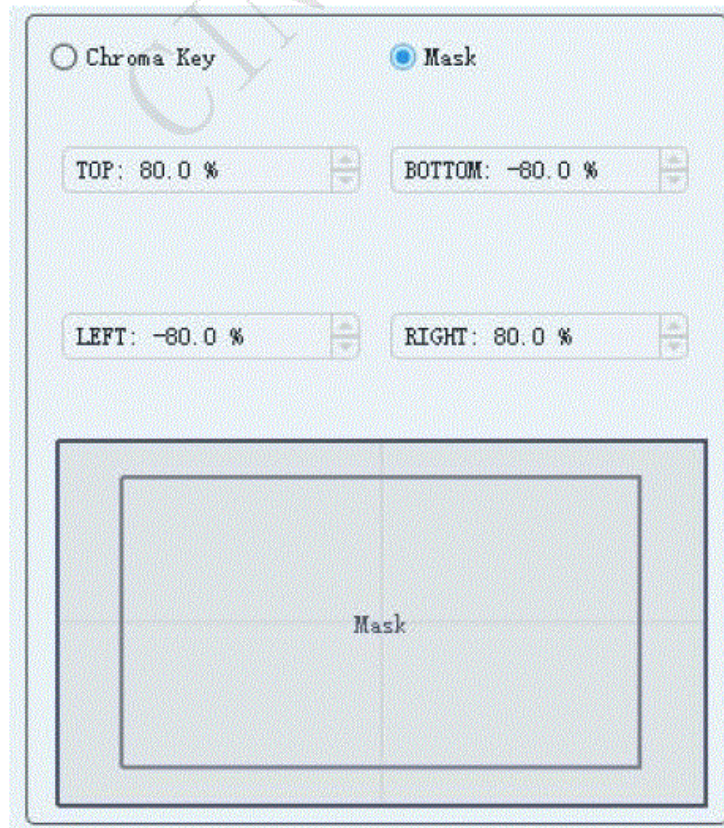 Chroma Key Mask
TOP: 80.0 % BOTTOM: -80.0 %
LEFT: -80.0 % RIGHT: 80.0 %
Mask